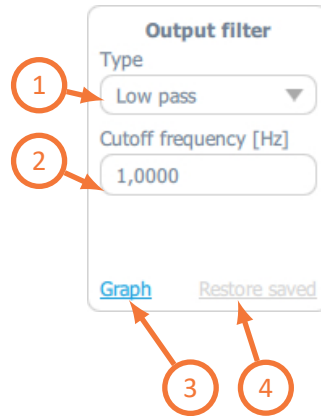 Output filter
Type
1
Low pass
Cutoff frequency [Hz]
2
1,0000
Graph
Restore saved
3
4